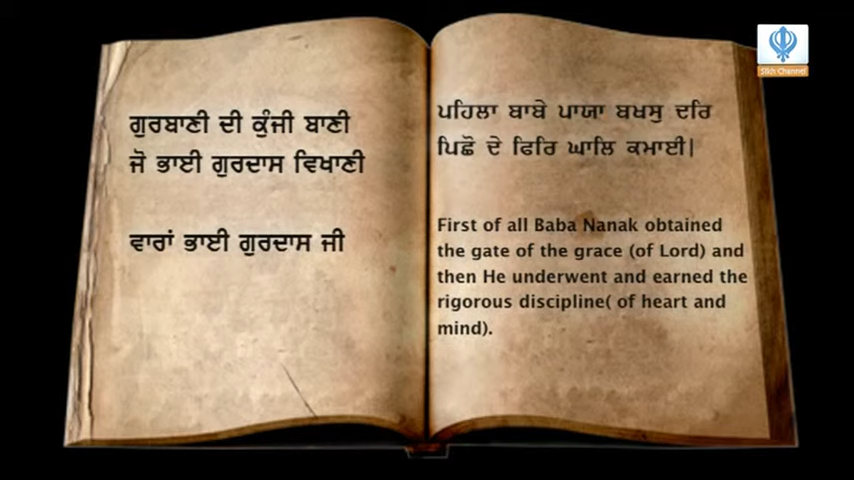 ਗੁਰਬਾਣੀ ਦੀ ਕੁੰਜੀ ਬਾਣੀ
ਜੋ ਭਾਈ ਗੁਰਦਾਸ ਵਿਖਾਣੀ
ਵਾਰਾਂ ਭਾਈ ਗੁਰਦਾਸ ਜੀ
ਪਹਿਲਾ ਬਾਬੇ ਪਾਯਾ ਬਖਸੁ ਦਰਿ
ਪਿਛੋ ਦੇ ਫਿਰਿ ਘਾਲਿ ਕਮਾਈ|
First of all Baba Nanak obtained
the gate of the grace (of Lord) and
then He underwent and earned the
rigorous discipline( of heart and
mind).
Sikh Channel